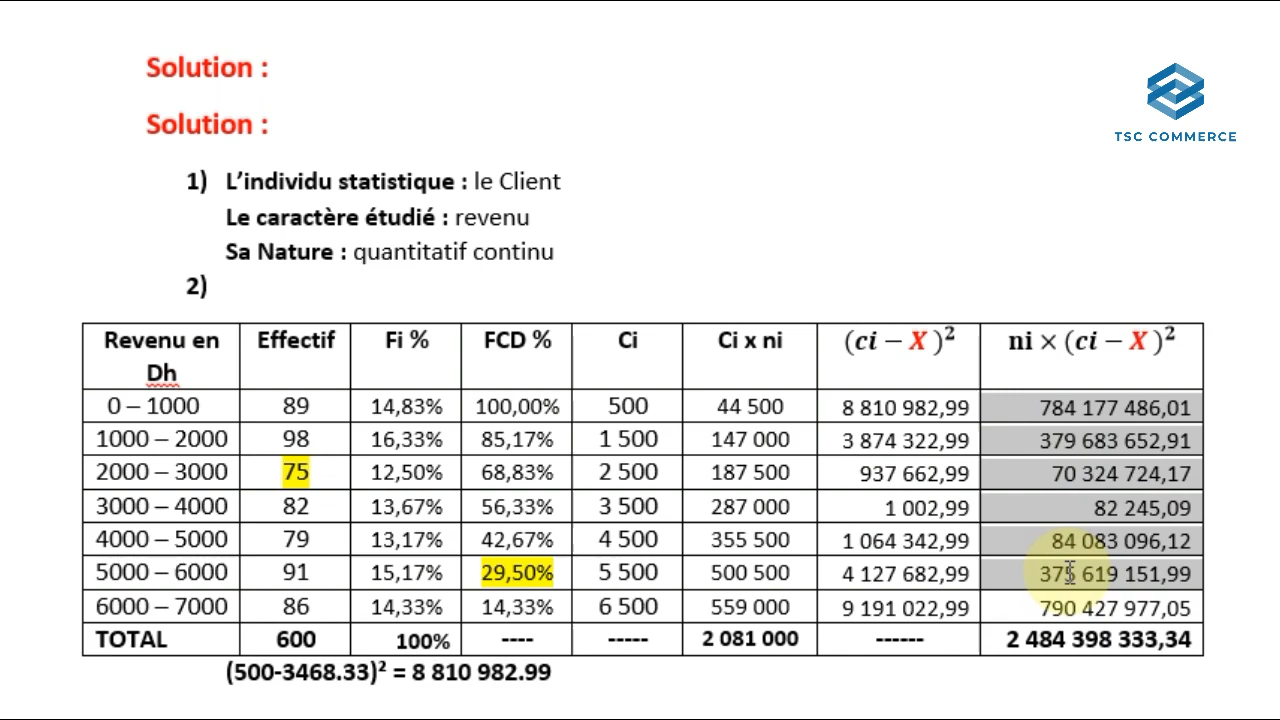 Solution :
TSC COMMERCE
Solution :
1) L’individu statistique : le Client
Le caractère étudié : revenu
Sa Nature : quantitatif continu
2)
Revenu en Dh Effectif Fi % FCD % Ci Ci x ni (ci − X )² ni × (ci − X )²
0 – 1000 89 14,83% 100,00% 500 44 500 8 810 982,99 784 177 486,01
1000 – 2000 98 16,33% 85,17% 1 500 147 000 3 874 322,99 379 683 652,91
2000 – 3000 75 12,50% 68,83% 2 500 187 500 937 662,99 70 324 724,17
3000 – 4000 82 13,67% 56,33% 3 500 287 000 1 002,99 82 245,09
4000 – 5000 79 13,17% 42,67% 4 500 355 500 1 064 342,99 84 083 096,12
5000 – 6000 91 15,17% 29,50% 5 500 500 500 4 127 682,99 375 619 151,99
6000 – 7000 86 14,33% 14,33% 6 500 559 000 9 191 022,99 790 427 977,05
TOTAL 600 100% ---- ----- 2 081 000 ------ 2 484 398 333,34
(500-3468.33)² = 8 810 982.99